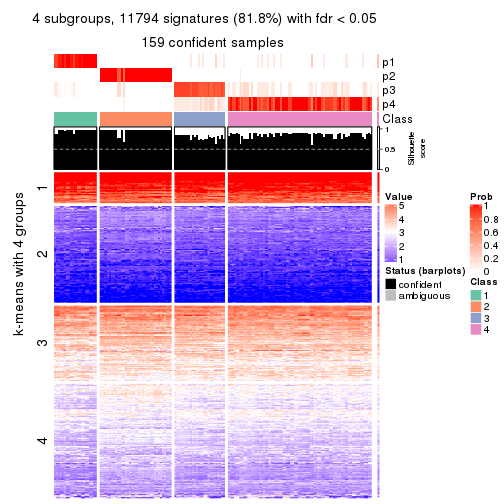 4 subgroups, 11794 signatures (81.8%) with fdr < 0.05
159 confident samples
p1
p2
p3
p4
Class
1
0.5
0
Silhouette
score
k-means with 4 groups
1
2
3
4
Value
5
4
3
2
1
Status (barplots)
confident
ambiguous
Prob
1
0.8
0.6
0.4
0.2
0
Class
1
2
3
4